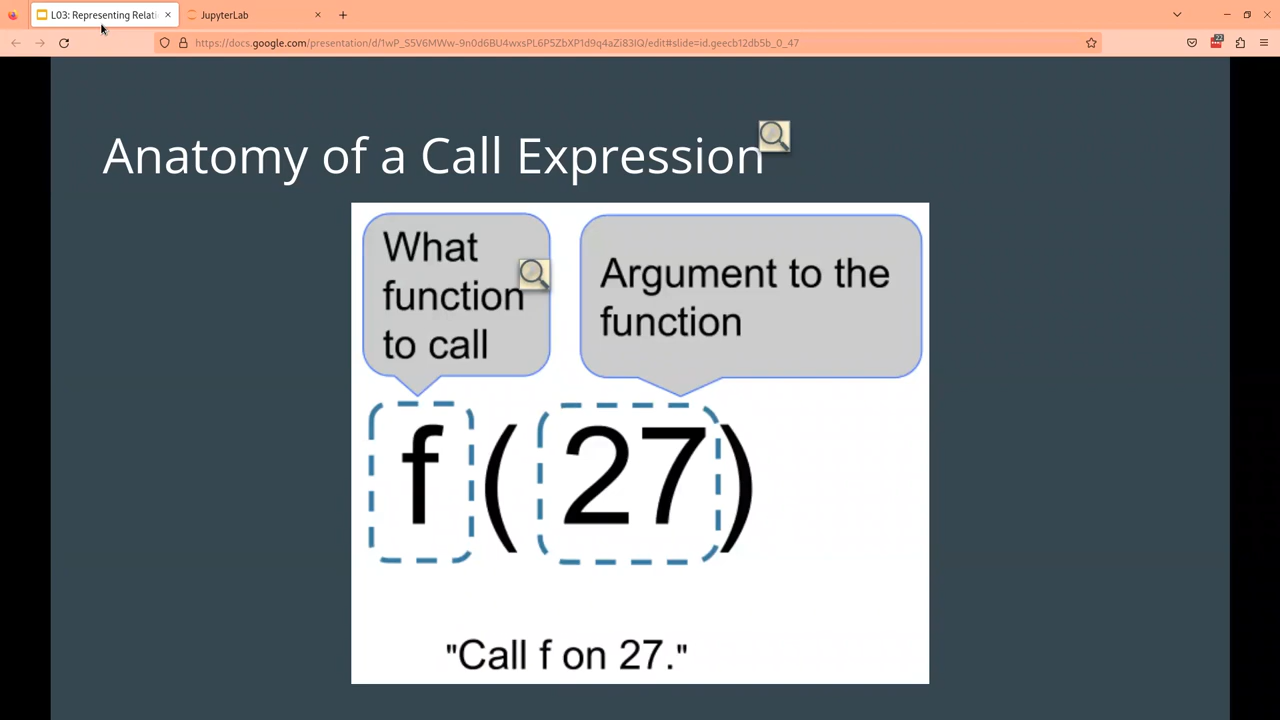 L03: Representing Relati
JupyterLab
https://docs.google.com/presentation/d/1wP_S5V6MWw-9n0d6BU4wxsPL6P5ZbXP1d9q4aZi83IQ/edit#slide=id.geecb12db5b_0_47
22
Anatomy of a Call Expression
What
function
to call
Argument to the
function
f ( 27)
"Call f on 27."